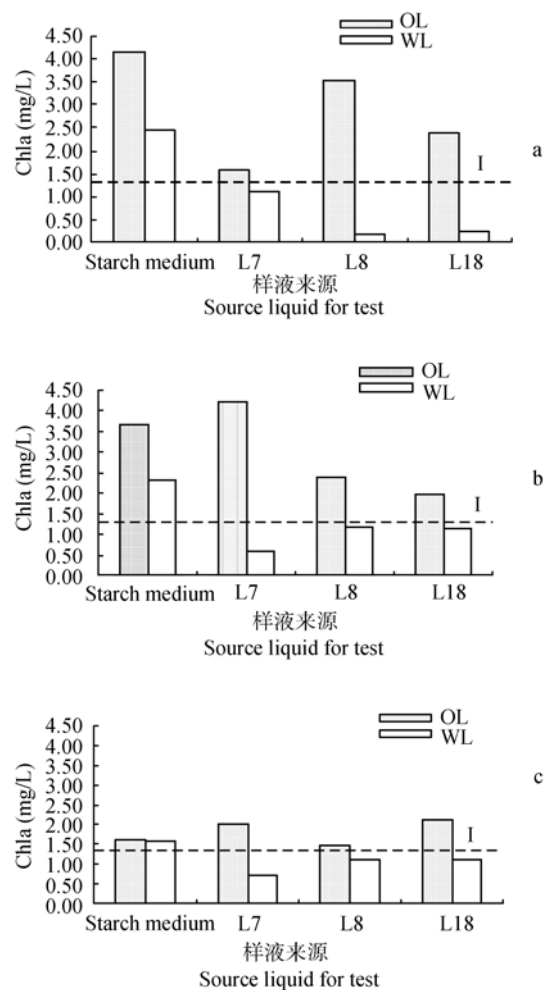 OL
WL
4.50
4.00
3.50
3.00
2.50
2.00
1.50
1.00
0.50
0.00
Chla (mg/L)
I
a
Starch medium L7 L8 L18
样液来源
Source liquid for test
OL
WL
4.50
4.00
3.50
3.00
2.50
2.00
1.50
1.00
0.50
0.00
Chla (mg/L)
I
b
Starch medium L7 L8 L18
样液来源
Source liquid for test
OL
WL
4.50
4.00
3.50
3.00
2.50
2.00
1.50
1.00
0.50
0.00
Chla (mg/L)
I
c
Starch medium L7 L8 L18
样液来源
Source liquid for test